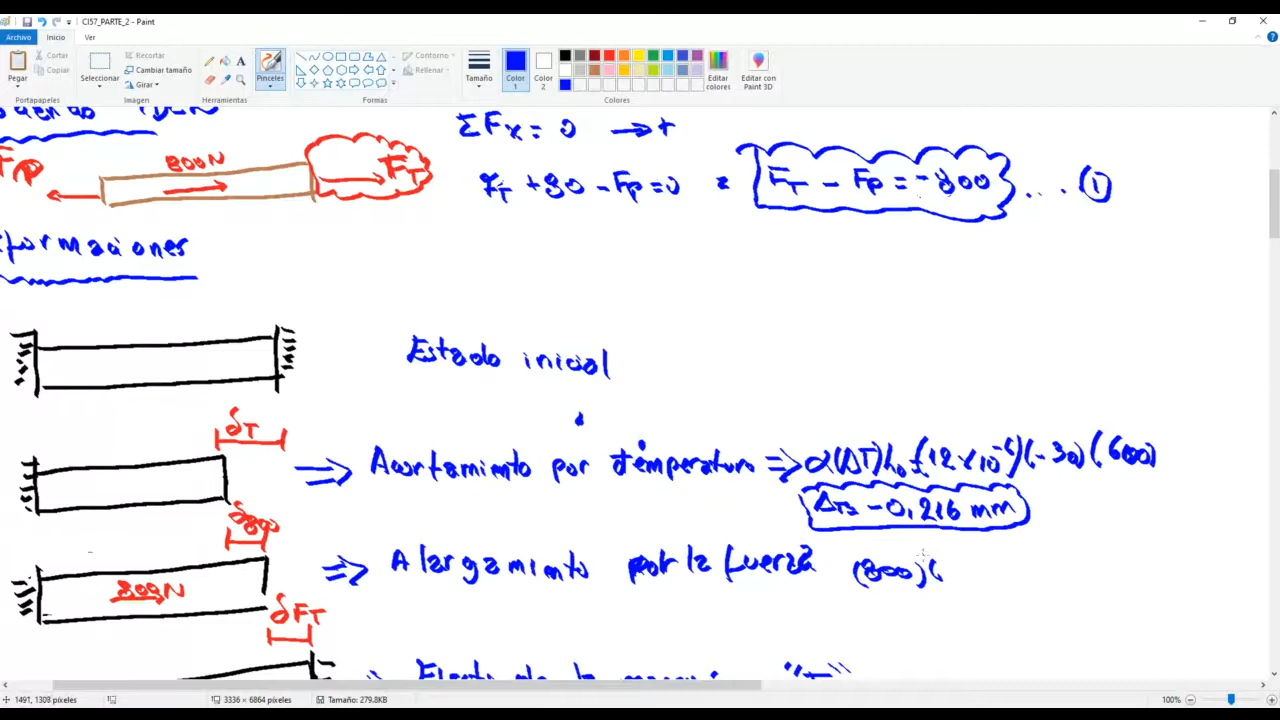 CI57_PARTE_2 - Paint
Archivo Inicio Ver
Pegar
Cortar
Copiar
Portapapeles
Seleccionar
Recortar
Cambiar tamaño
Girar
Imagen
A
Herramientas
Pinceles
Contorno
Rellenar
Formas
Tamaño
Color 1
Color 2
Editar colores
Colores
Editar con Paint 3D
ΣFx = 0 → +
Fp 800N FT
FT + 80 - Fp = 0 = FT - Fp = -800 .... (1)
formaciones
Estado inicial
δT
Acortamiento por temperatura ⇒ α(ΔT)Lo = (12 x 10^-6)(-30)(600)
ΔT = -0,216 mm
δ800
⇒ Alargamiento por la fuerza (800)(
800N
δFT
100%
1491, 1308 píxeles
3336 × 6864 píxeles
Tamaño: 279.8KB